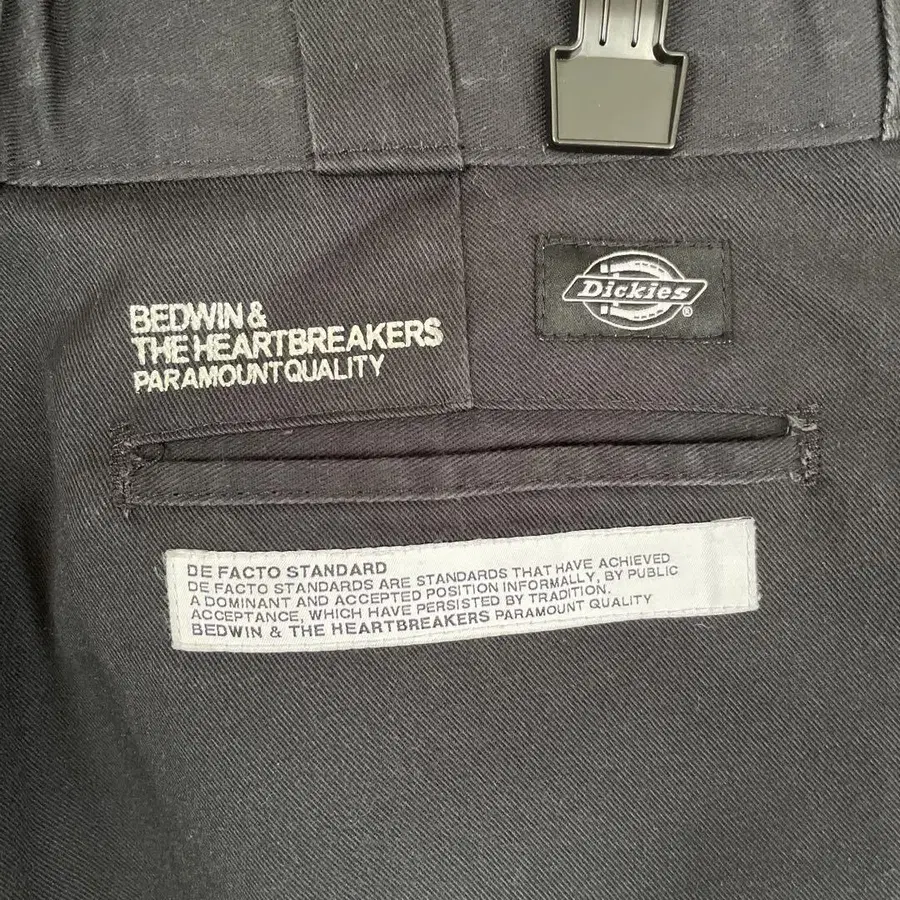 BEDWIN &
THE HEARTBREAKERS
PARAMOUNT QUALITY
Dickies®
DE FACTO STANDARD
DE FACTO STANDARDS ARE STANDARDS THAT HAVE ACHIEVED
A DOMINANT AND ACCEPTED POSITION INFORMALLY, BY PUBLIC
ACCEPTANCE, WHICH HAVE PERSISTED BY TRADITION.
BEDWIN & THE HEARTBREAKERS PARAMOUNT QUALITY